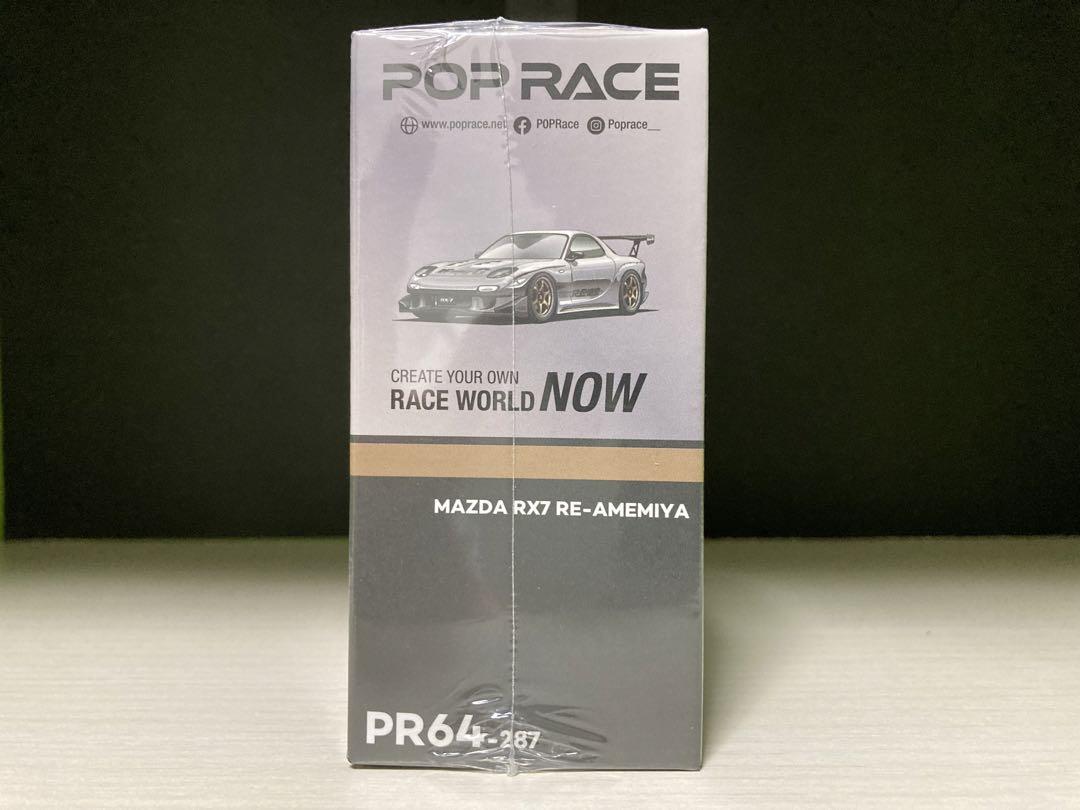 POP RACE
www.poprace.net POPRace Poprace__
RX7
CREATE YOUR OWN
RACE WORLD NOW
MAZDA RX7 RE-AMEMIYA
PR64-287